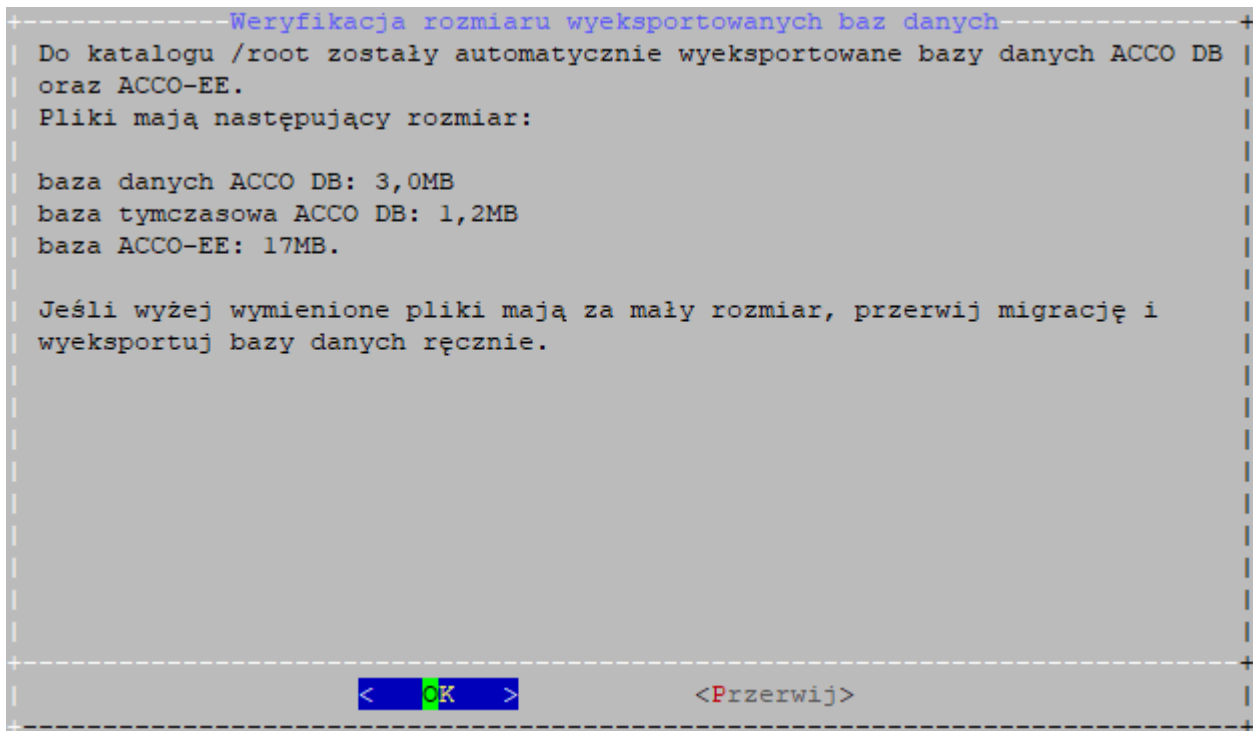 Weryfikacja rozmiaru wyeksportowanych baz danych
Do katalogu /root zostały automatycznie wyeksportowane bazy danych ACCO DB
oraz ACCO-EE.
Pliki mają następujący rozmiar:
baza danych ACCO DB: 3,0MB
baza tymczasowa ACCO DB: 1,2MB
baza ACCO-EE: 17MB.
Jeśli wyżej wymienione pliki mają za mały rozmiar, przerwij migrację i
wyeksportuj bazy danych ręcznie.
< OK > <Przerwij>